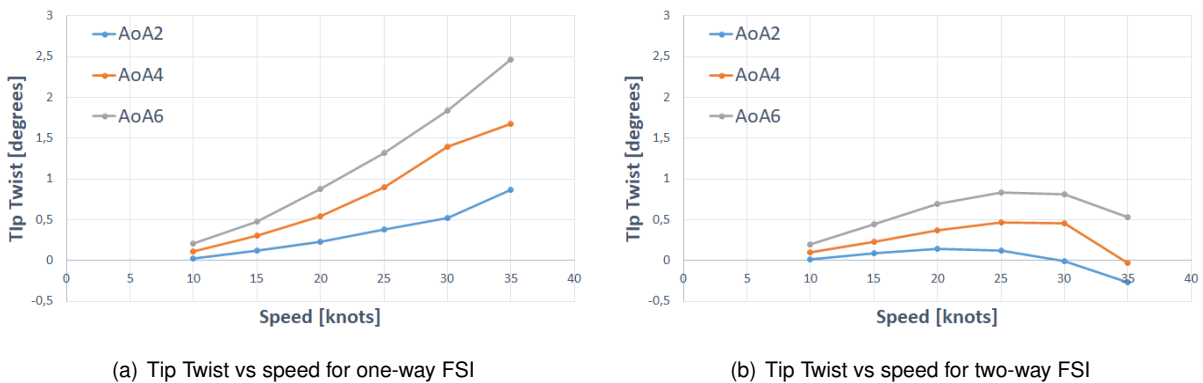 3
2,5
2
1,5
1
0,5
0
-0,5
TIp Twist [degrees]
AoA2
AoA4
AoA6
0 5 10 15 20 25 30 35 40
Speed [knots]
(a) Tip Twist vs speed for one-way FSI
3
2,5
2
1,5
1
0,5
0
-0,5
TIp Twist [degrees]
AoA2
AoA4
AoA6
0 5 10 15 20 25 30 35 40
Speed [knots]
(b) Tip Twist vs speed for two-way FSI